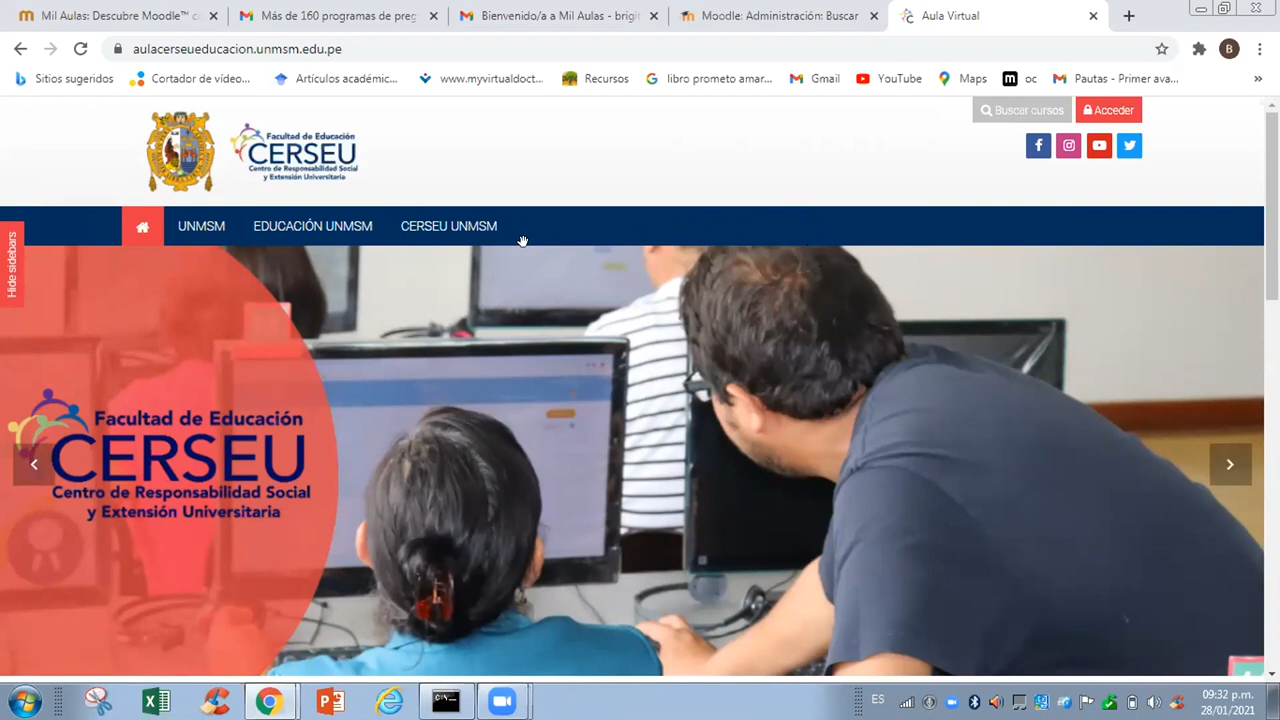 Mil Aulas: Descubre Moodle™ co
Más de 160 programas de preg
Bienvenido/a a Mil Aulas - brigit
Moodle: Administración: Buscar
Aula Virtual
aulacerseueducacion.unmsm.edu.pe
B
Sitios sugeridos
Cortador de vídeo...
Artículos académic...
www.myvirtualdoct...
Recursos
libro prometo amar...
Gmail
YouTube
Maps
oc
Pautas - Primer ava...
»
Buscar cursos
Acceder
Facultad de Educación
CERSEU
Centro de Responsabilidad Social
y Extensión Universitaria
UNMSM
EDUCACIÓN UNMSM
CERSEU UNMSM
Hide sidebars
Facultad de Educación
CERSEU
Centro de Responsabilidad Social
y Extensión Universitaria
ES
09:32 p.m.
28/01/2021